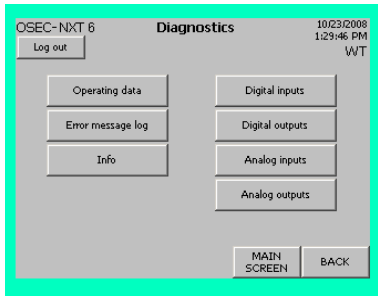 OSEC-NXT 6
Diagnostics
10/23/2008
1:29:46 PM
Log out
WT
Operating data
Digital inputs
Error message log
Digital outputs
Info
Analog inputs
Analog outputs
MAIN
SCREEN
BACK